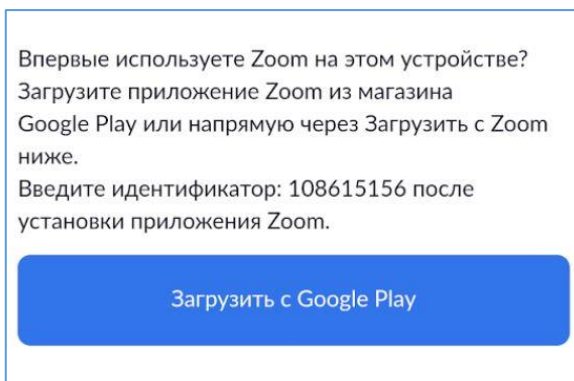 Впервые используете Zoom на этом устройстве?
Загрузите приложение Zoom из магазина
Google Play или напрямую через Загрузить с Zoom
ниже.
Введите идентификатор: 108615156 после
установки приложения Zoom.
Загрузить с Google Play